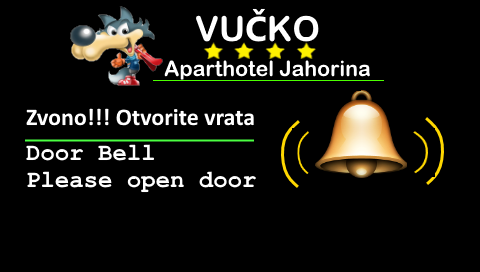 VUČKO
Aparthotel Jahorina
Zvono!!! Otvorite vrata
Door Bell
Please open door